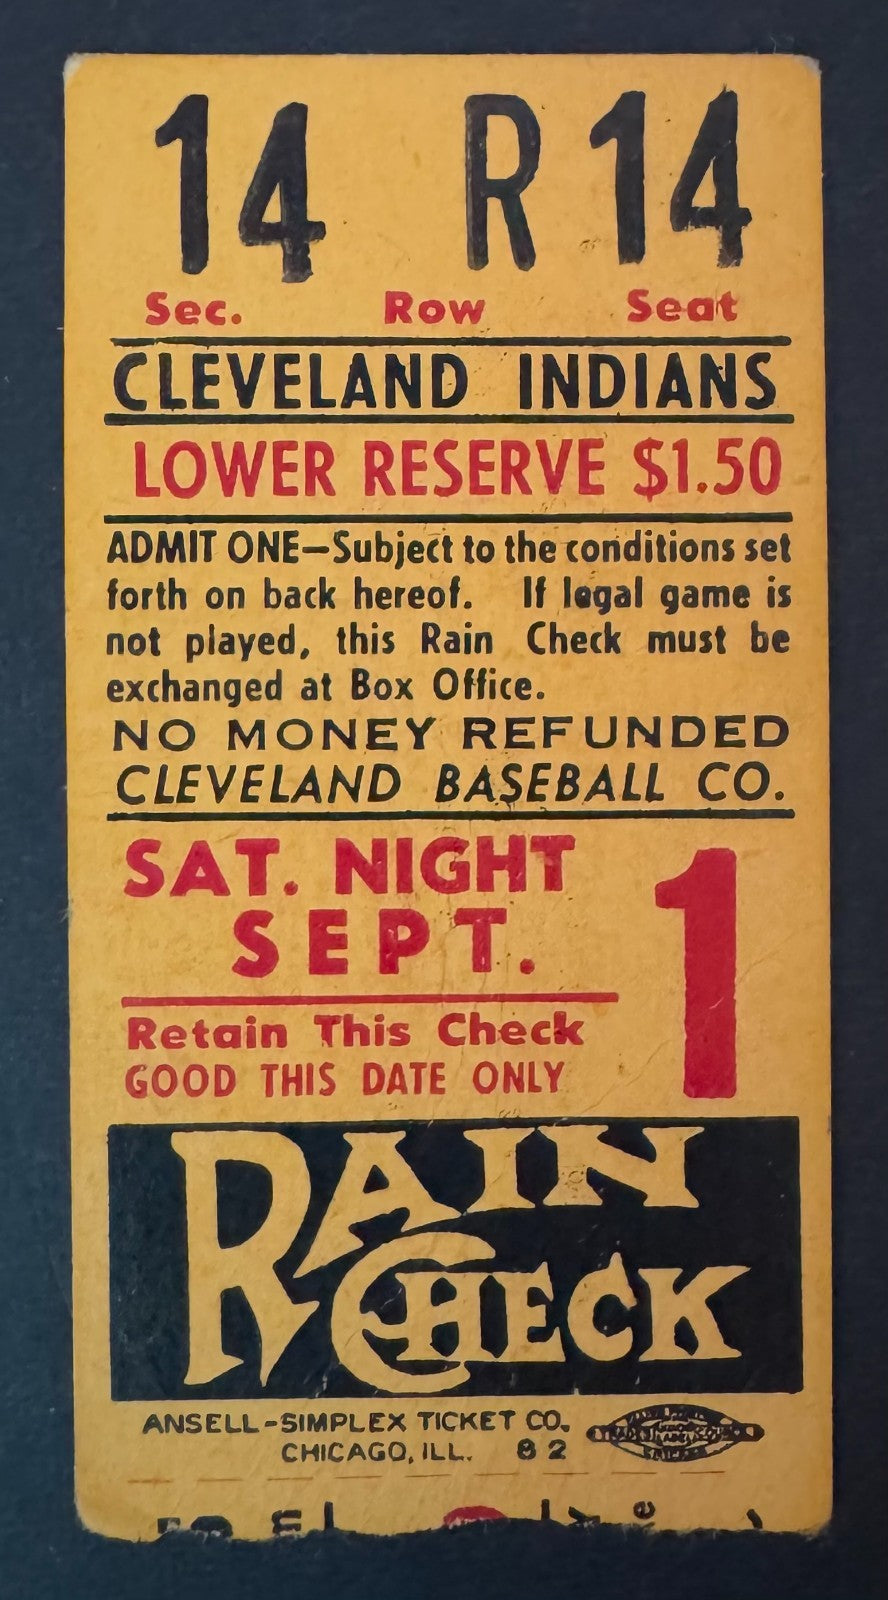 14 R 14
Sec. Row Seat
CLEVELAND INDIANS
LOWER RESERVE $1.50
ADMIT ONE—Subject to the conditions set
forth on back hereof. If legal game is
not played, this Rain Check must be
exchanged at Box Office.
NO MONEY REFUNDED
CLEVELAND BASEBALL CO.
SAT. NIGHT
SEPT. 1
Retain This Check
GOOD THIS DATE ONLY
RAIN
CHECK
ANSELL-SIMPLEX TICKET CO.
CHICAGO, ILL. 82